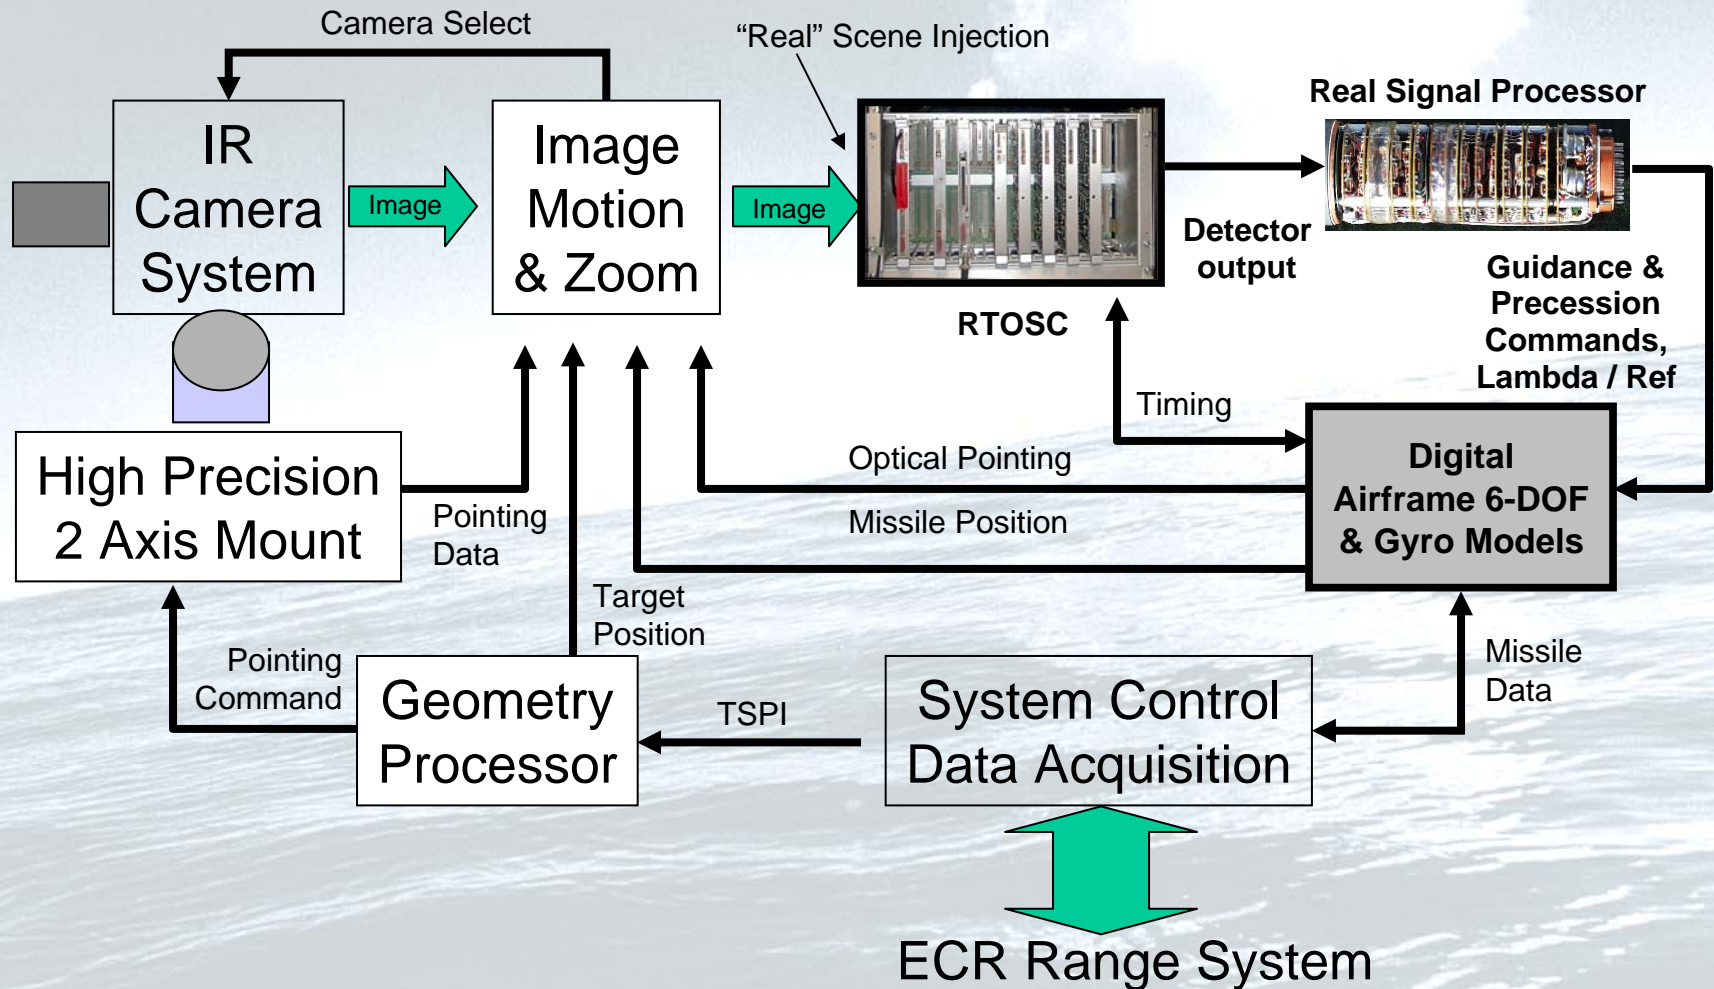 Camera Select
“Real” Scene Injection
Real Signal Processor
IR
Camera
System
Image
Image
Motion
& Zoom
Image
Detector
output
RTOSC
Guidance &
Precession
Commands,
Lambda / Ref
Timing
High Precision
2 Axis Mount
Pointing
Data
Optical Pointing
Missile Position
Digital
Airframe 6-DOF
& Gyro Models
Target
Position
Pointing
Command
Geometry
Processor
TSPI
System Control
Data Acquisition
Missile
Data
ECR Range System